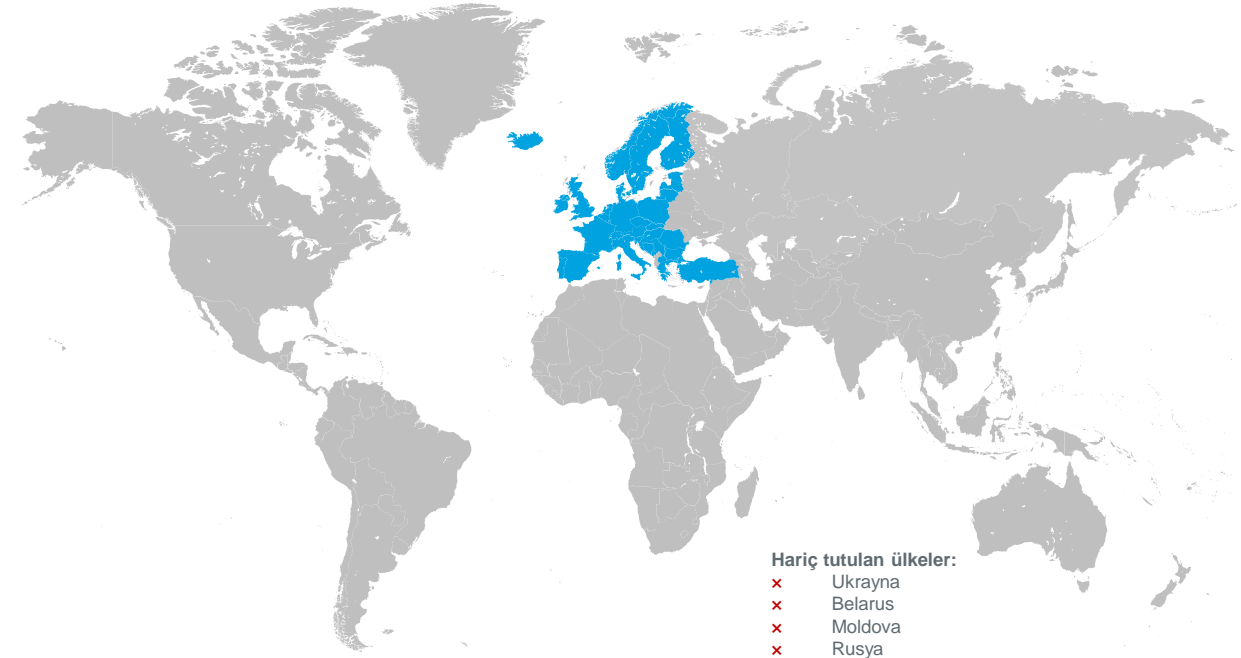 Hariç tutulan ülkeler:
× Ukrayna
× Belarus
× Moldova
× Rusya